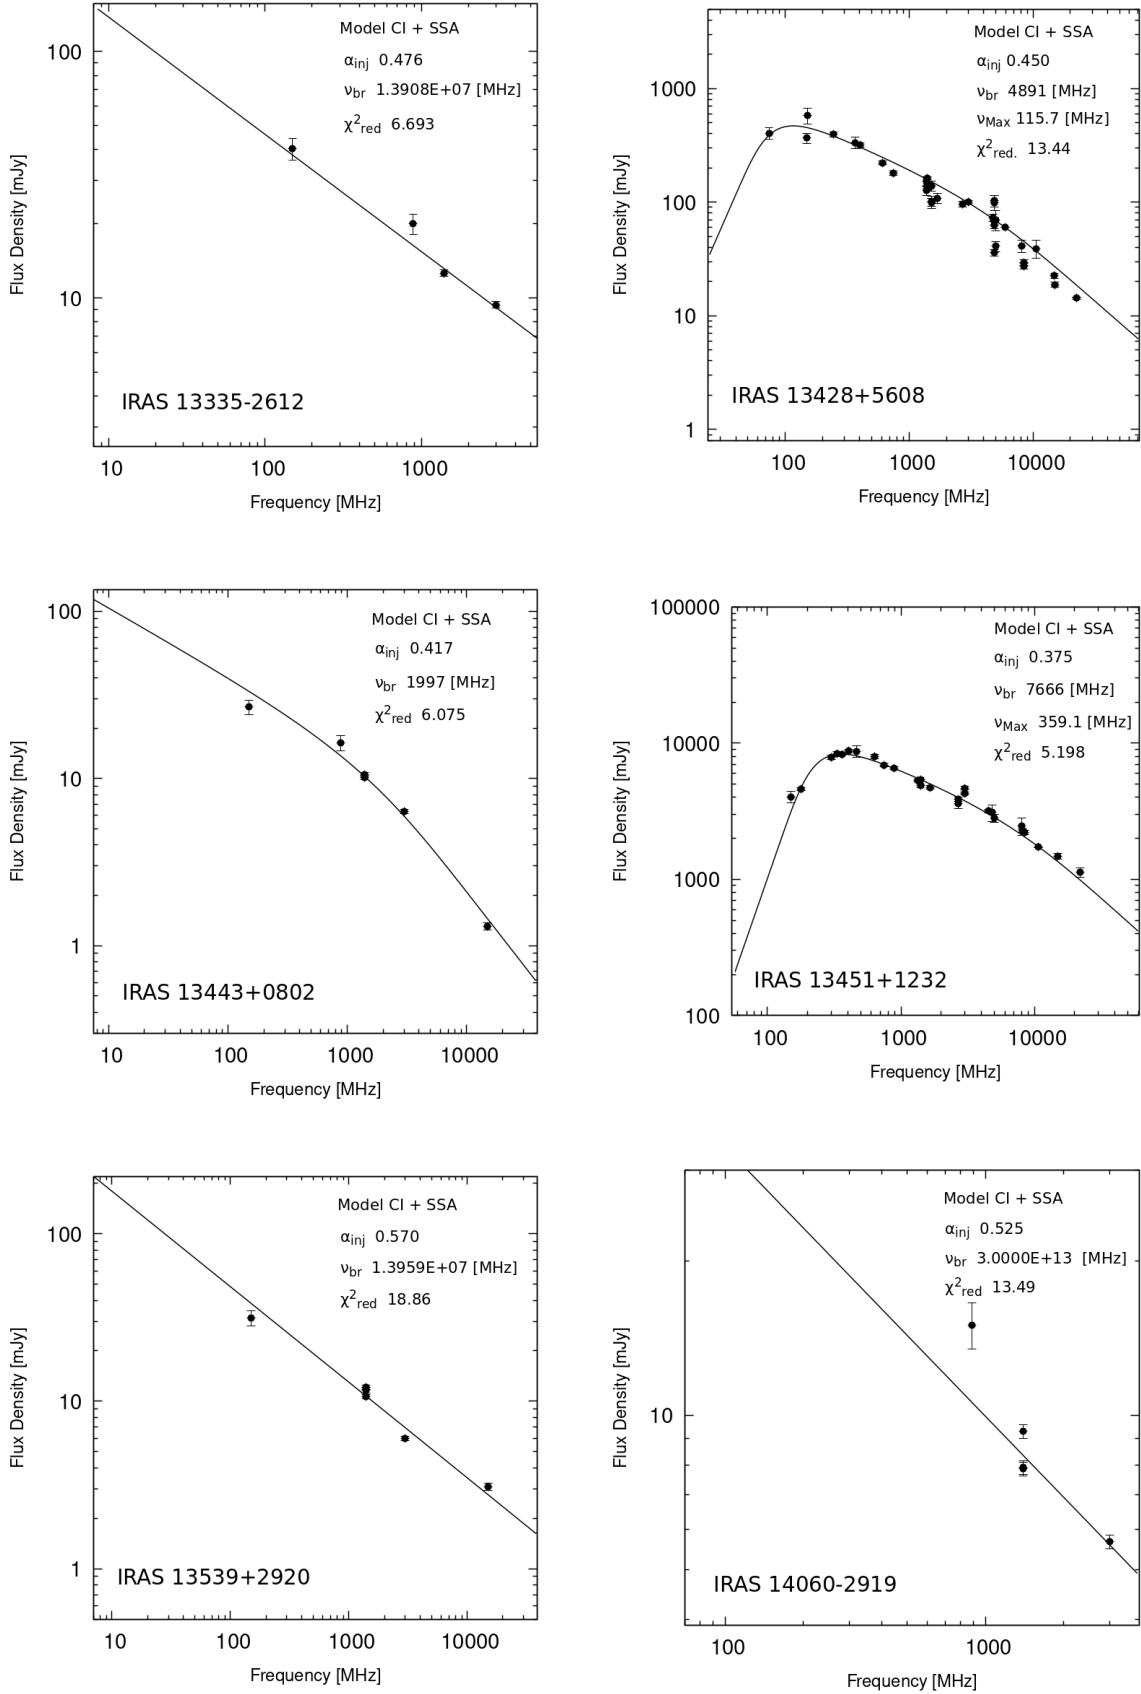 Model CI + SSA
αinj 0.476
νbr 1.3908E+07 [MHz]
χ²red 6.693
100
10
Flux Density [mJy]
IRAS 13335-2612
10 100 1000
Frequency [MHz]
Model CI + SSA
αinj 0.450
νbr 4891 [MHz]
νMax 115.7 [MHz]
χ²red. 13.44
1000
100
10
1
Flux Density [mJy]
IRAS 13428+5608
100 1000 10000
Frequency [MHz]
Model CI + SSA
αinj 0.417
νbr 1997 [MHz]
χ²red 6.075
100
10
1
Flux Density [mJy]
IRAS 13443+0802
10 100 1000 10000
Frequency [MHz]
Model CI + SSA
αinj 0.375
νbr 7666 [MHz]
νMax 359.1 [MHz]
χ²red 5.198
100000
10000
1000
100
Flux Density [mJy]
IRAS 13451+1232
100 1000 10000
Frequency [MHz]
Model CI + SSA
αinj 0.570
νbr 1.3959E+07 [MHz]
χ²red 18.86
100
10
1
Flux Density [mJy]
IRAS 13539+2920
10 100 1000 10000
Frequency [MHz]
Model CI + SSA
αinj 0.525
νbr 3.0000E+13 [MHz]
χ²red 13.49
10
Flux Density [mJy]
IRAS 14060-2919
100 1000
Frequency [MHz]